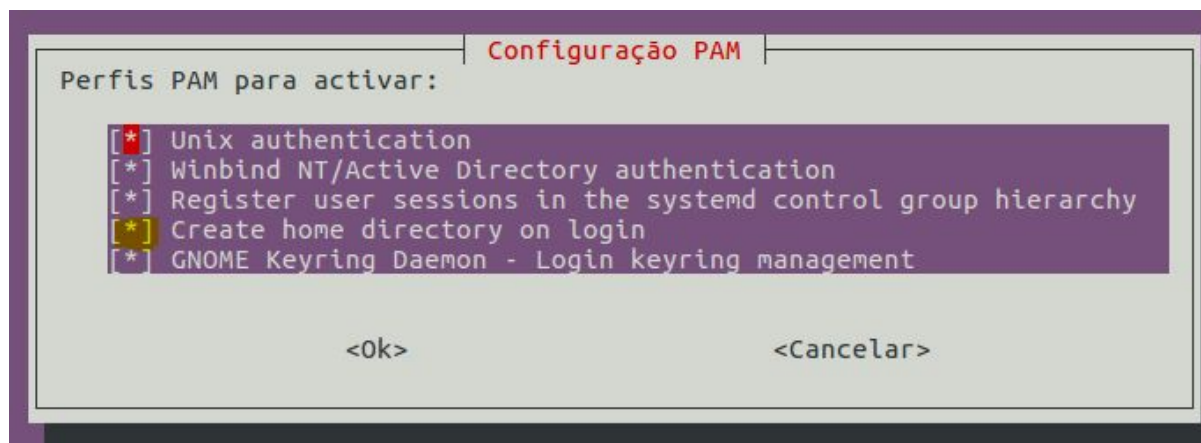 Configuração PAM
Perfis PAM para activar:
[*] Unix authentication
[*] Winbind NT/Active Directory authentication
[*] Register user sessions in the systemd control group hierarchy
[*] Create home directory on login
[*] GNOME Keyring Daemon - Login keyring management
<Ok> <Cancelar>